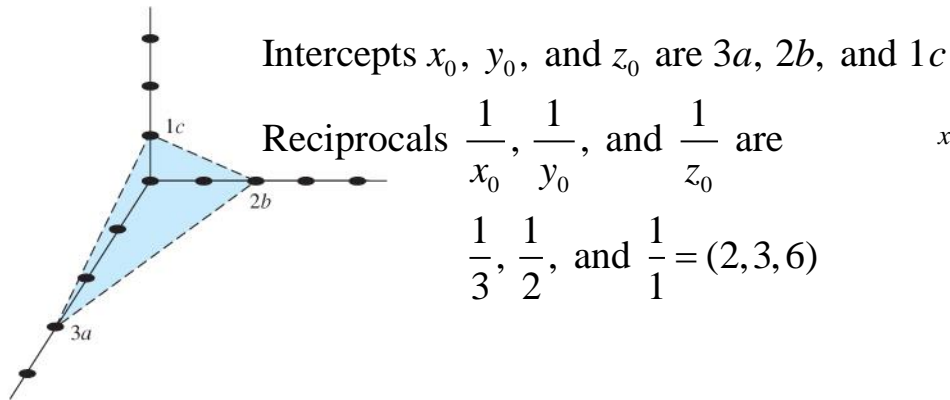 Intercepts x₀, y₀, and z₀ are 3a, 2b, and 1c
Reciprocals 1/x₀, 1/y₀, and 1/z₀ are
x
1/3, 1/2, and 1/1 = (2, 3, 6)
1c
2b
3a